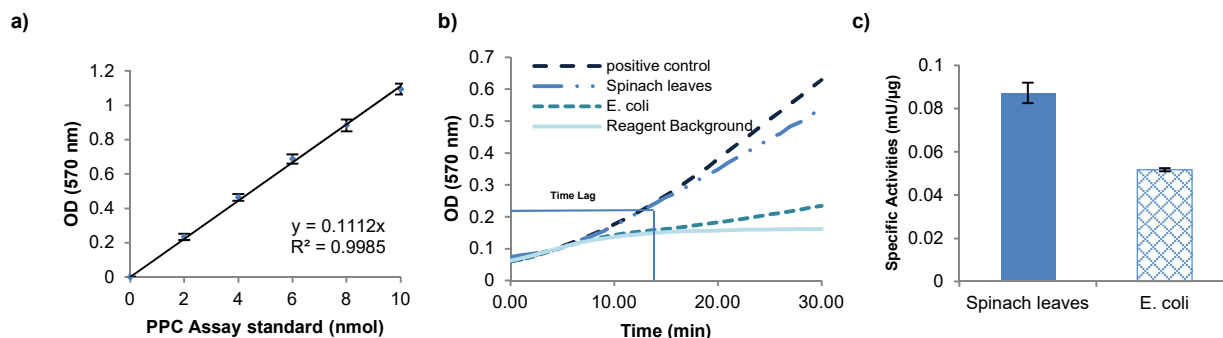 a)
OD (570 nm)
1.2
1
0.8
0.6
0.4
0.2
0
0
2
4
6
8
10
y = 0.1112x
R² = 0.9985
PPC Assay standard (nmol)
b)
OD (570 nm)
0.7
0.6
0.5
0.4
0.3
0.2
0.1
0
positive control
Spinach leaves
E. coli
Reagent Background
Time Lag
0.00
10.00
20.00
30.00
Time (min)
c)
Specific Activities (mU/µg)
0.1
0.08
0.06
0.04
0.02
0
Spinach leaves
E. coli